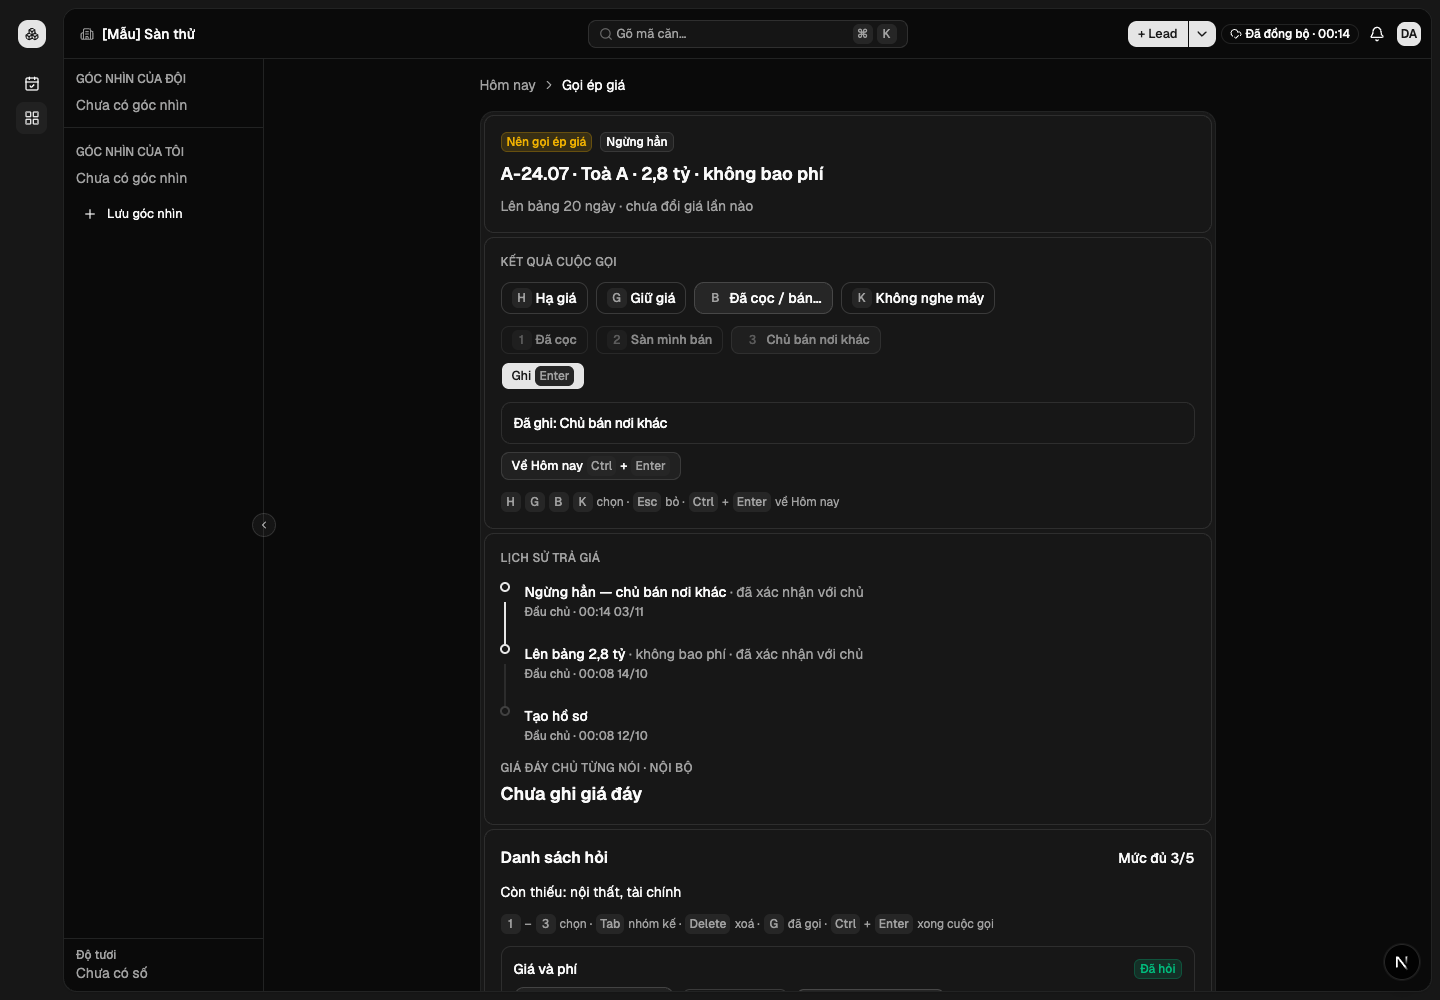 [Mẫu] Sàn thử
Gõ mã căn...
⌘ K
+ Lead
Đã đồng bộ · 00:14
DA
GÓC NHÌN CỦA ĐỘI
Chưa có góc nhìn
GÓC NHÌN CỦA TÔI
Chưa có góc nhìn
+ Lưu góc nhìn
Độ tươi
Chưa có số
Hôm nay > Gọi ép giá
Nên gọi ép giá Ngừng hẳn
A-24.07 · Toà A · 2,8 tỷ · không bao phí
Lên bảng 20 ngày · chưa đổi giá lần nào
KẾT QUẢ CUỘC GỌI
H Hạ giá G Giữ giá B Đã cọc / bán... K Không nghe máy
1 Đã cọc 2 Sàn mình bán 3 Chủ bán nơi khác
Ghi Enter
Đã ghi: Chủ bán nơi khác
Về Hôm nay Ctrl + Enter
H G B K chọn · Esc bỏ · Ctrl + Enter về Hôm nay
LỊCH SỬ TRẢ GIÁ
Ngừng hẳn — chủ bán nơi khác · đã xác nhận với chủ
Đầu chủ · 00:14 03/11
Lên bảng 2,8 tỷ · không bao phí · đã xác nhận với chủ
Đầu chủ · 00:08 14/10
Tạo hồ sơ
Đầu chủ · 00:08 12/10
GIÁ ĐÁY CHỦ TỪNG NÓI · NỘI BỘ
Chưa ghi giá đáy
Danh sách hỏi Mức đủ 3/5
Còn thiếu: nội thất, tài chính
1 – 3 chọn · Tab nhóm kế · Delete xoá · G đã gọi · Ctrl + Enter xong cuộc gọi
Giá và phí Đã hỏi
N